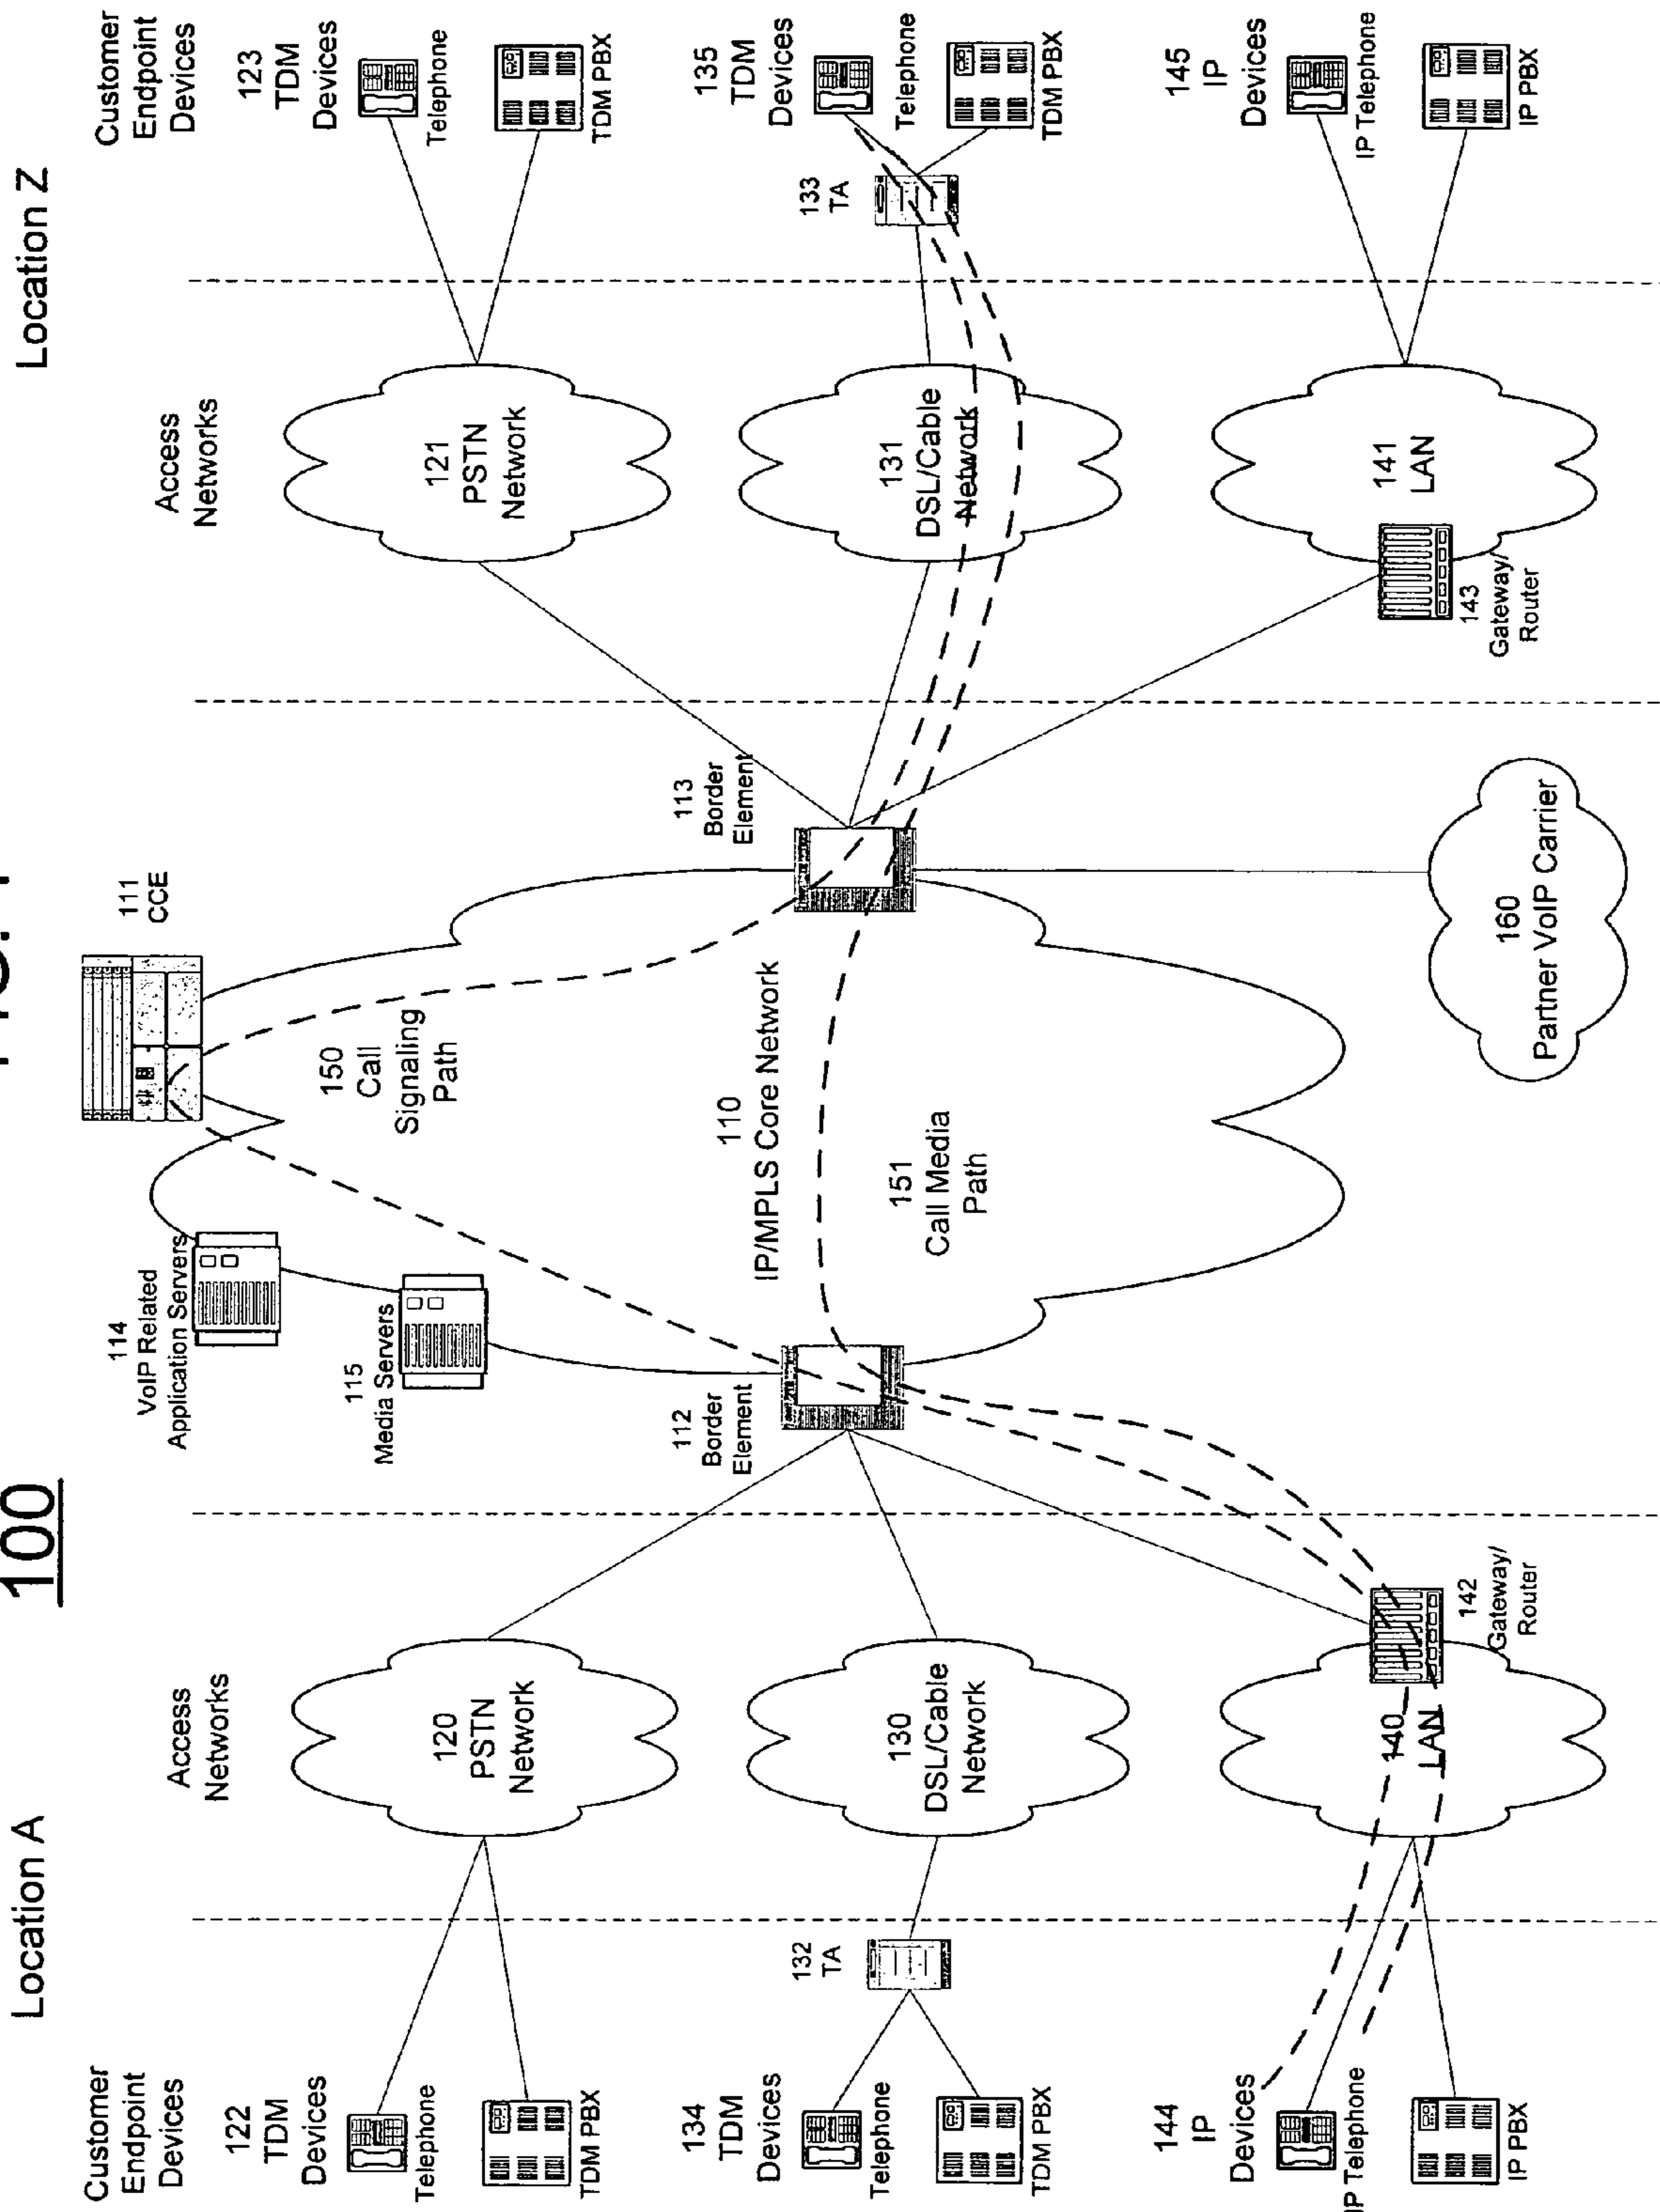 100
Location A
Location Z
Customer
Endpoint
Devices
Access
Networks
Access
Networks
Customer
Endpoint
Devices
122
TDM
Devices
Telephone
TDM PBX
120
PSTN
Network
114
VoIP Related
Application Servers
115
Media Servers
111
CCE
150
Call
Signaling
Path
121
PSTN
Network
123
TDM
Devices
Telephone
TDM PBX
134
TDM
Devices
Telephone
TDM PBX
132
TA
130
DSL/Cable
Network
112
Border
Element
110
IP/MPLS Core Network
151
Call Media
Path
113
Border
Element
131
DSL/Cable
Network
133
TA
135
TDM
Devices
Telephone
TDM PBX
144
IP
Devices
IP Telephone
IP PBX
140
LAN
142
Gateway/
Router
160
Partner VoIP Carrier
143
Gateway/
Router
141
LAN
145
IP
Devices
IP Telephone
IP PBX